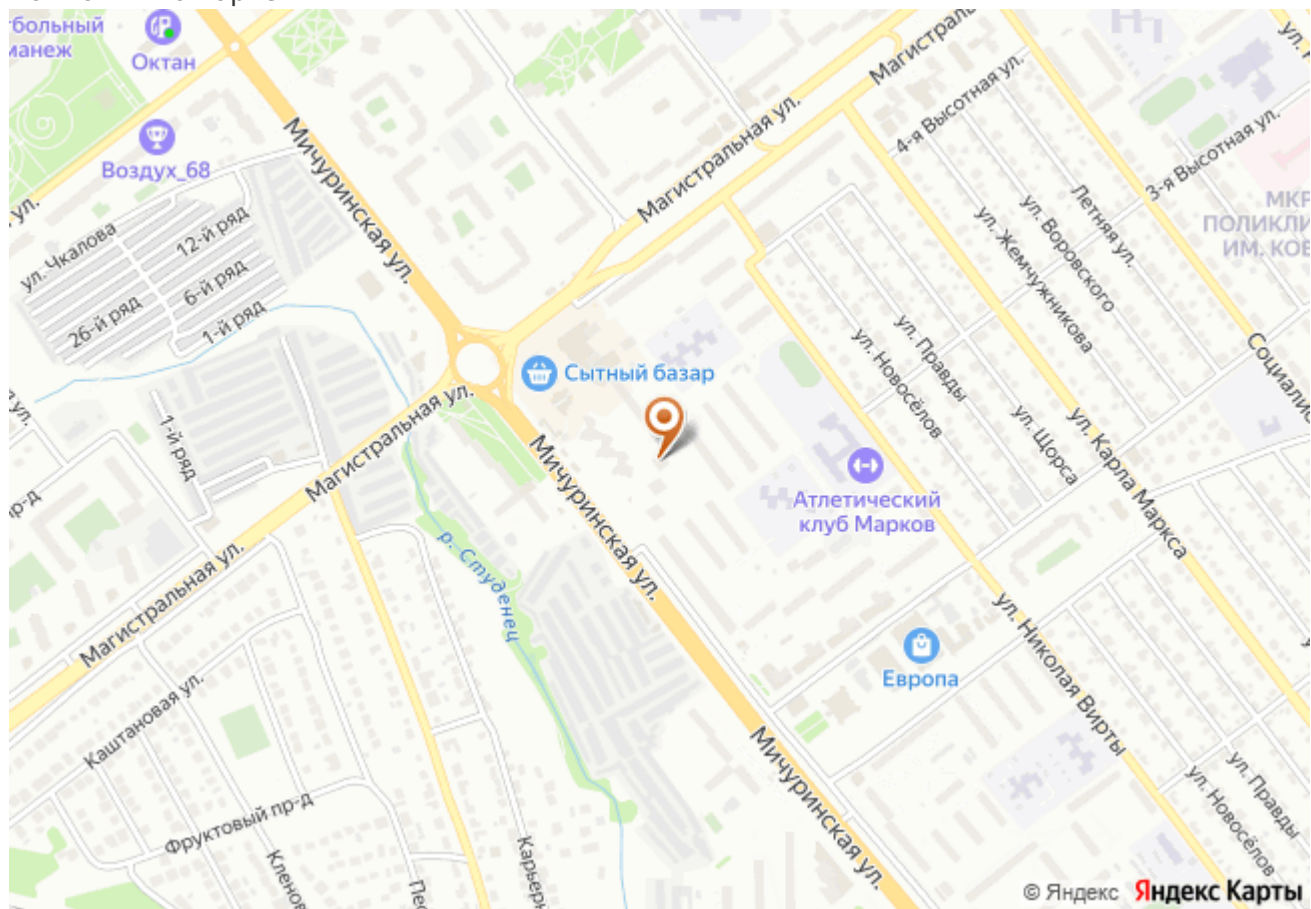 тбольный
манеж
Октан
Воздух_68
ул. Чкалова
12-й ряд
6-й ряд
26-й ряд
1-й ряд
Мичуринская ул.
Магистральная ул.
4-я Высотная ул.
3-я Высотная ул.
Летняя ул.
ул. Воровского
ул. Жемчужникова
МКР
ПОЛИКЛИ
ИМ. КОВ
ул. Новосёлов
ул. Правды
ул. Щорса
ул. Карла Маркса
Сытный базар
1-й ряд
Магистральная ул.
Мичуринская ул.
Атлетический
клуб Марков
р. Студенец
Магистральная ул.
ул. Николая Вирты
Европа
Каштановая ул.
Фруктовый пр-д
Мичуринская ул.
ул. Правды
ул. Новосёлов
© Яндекс Яндекс Карты